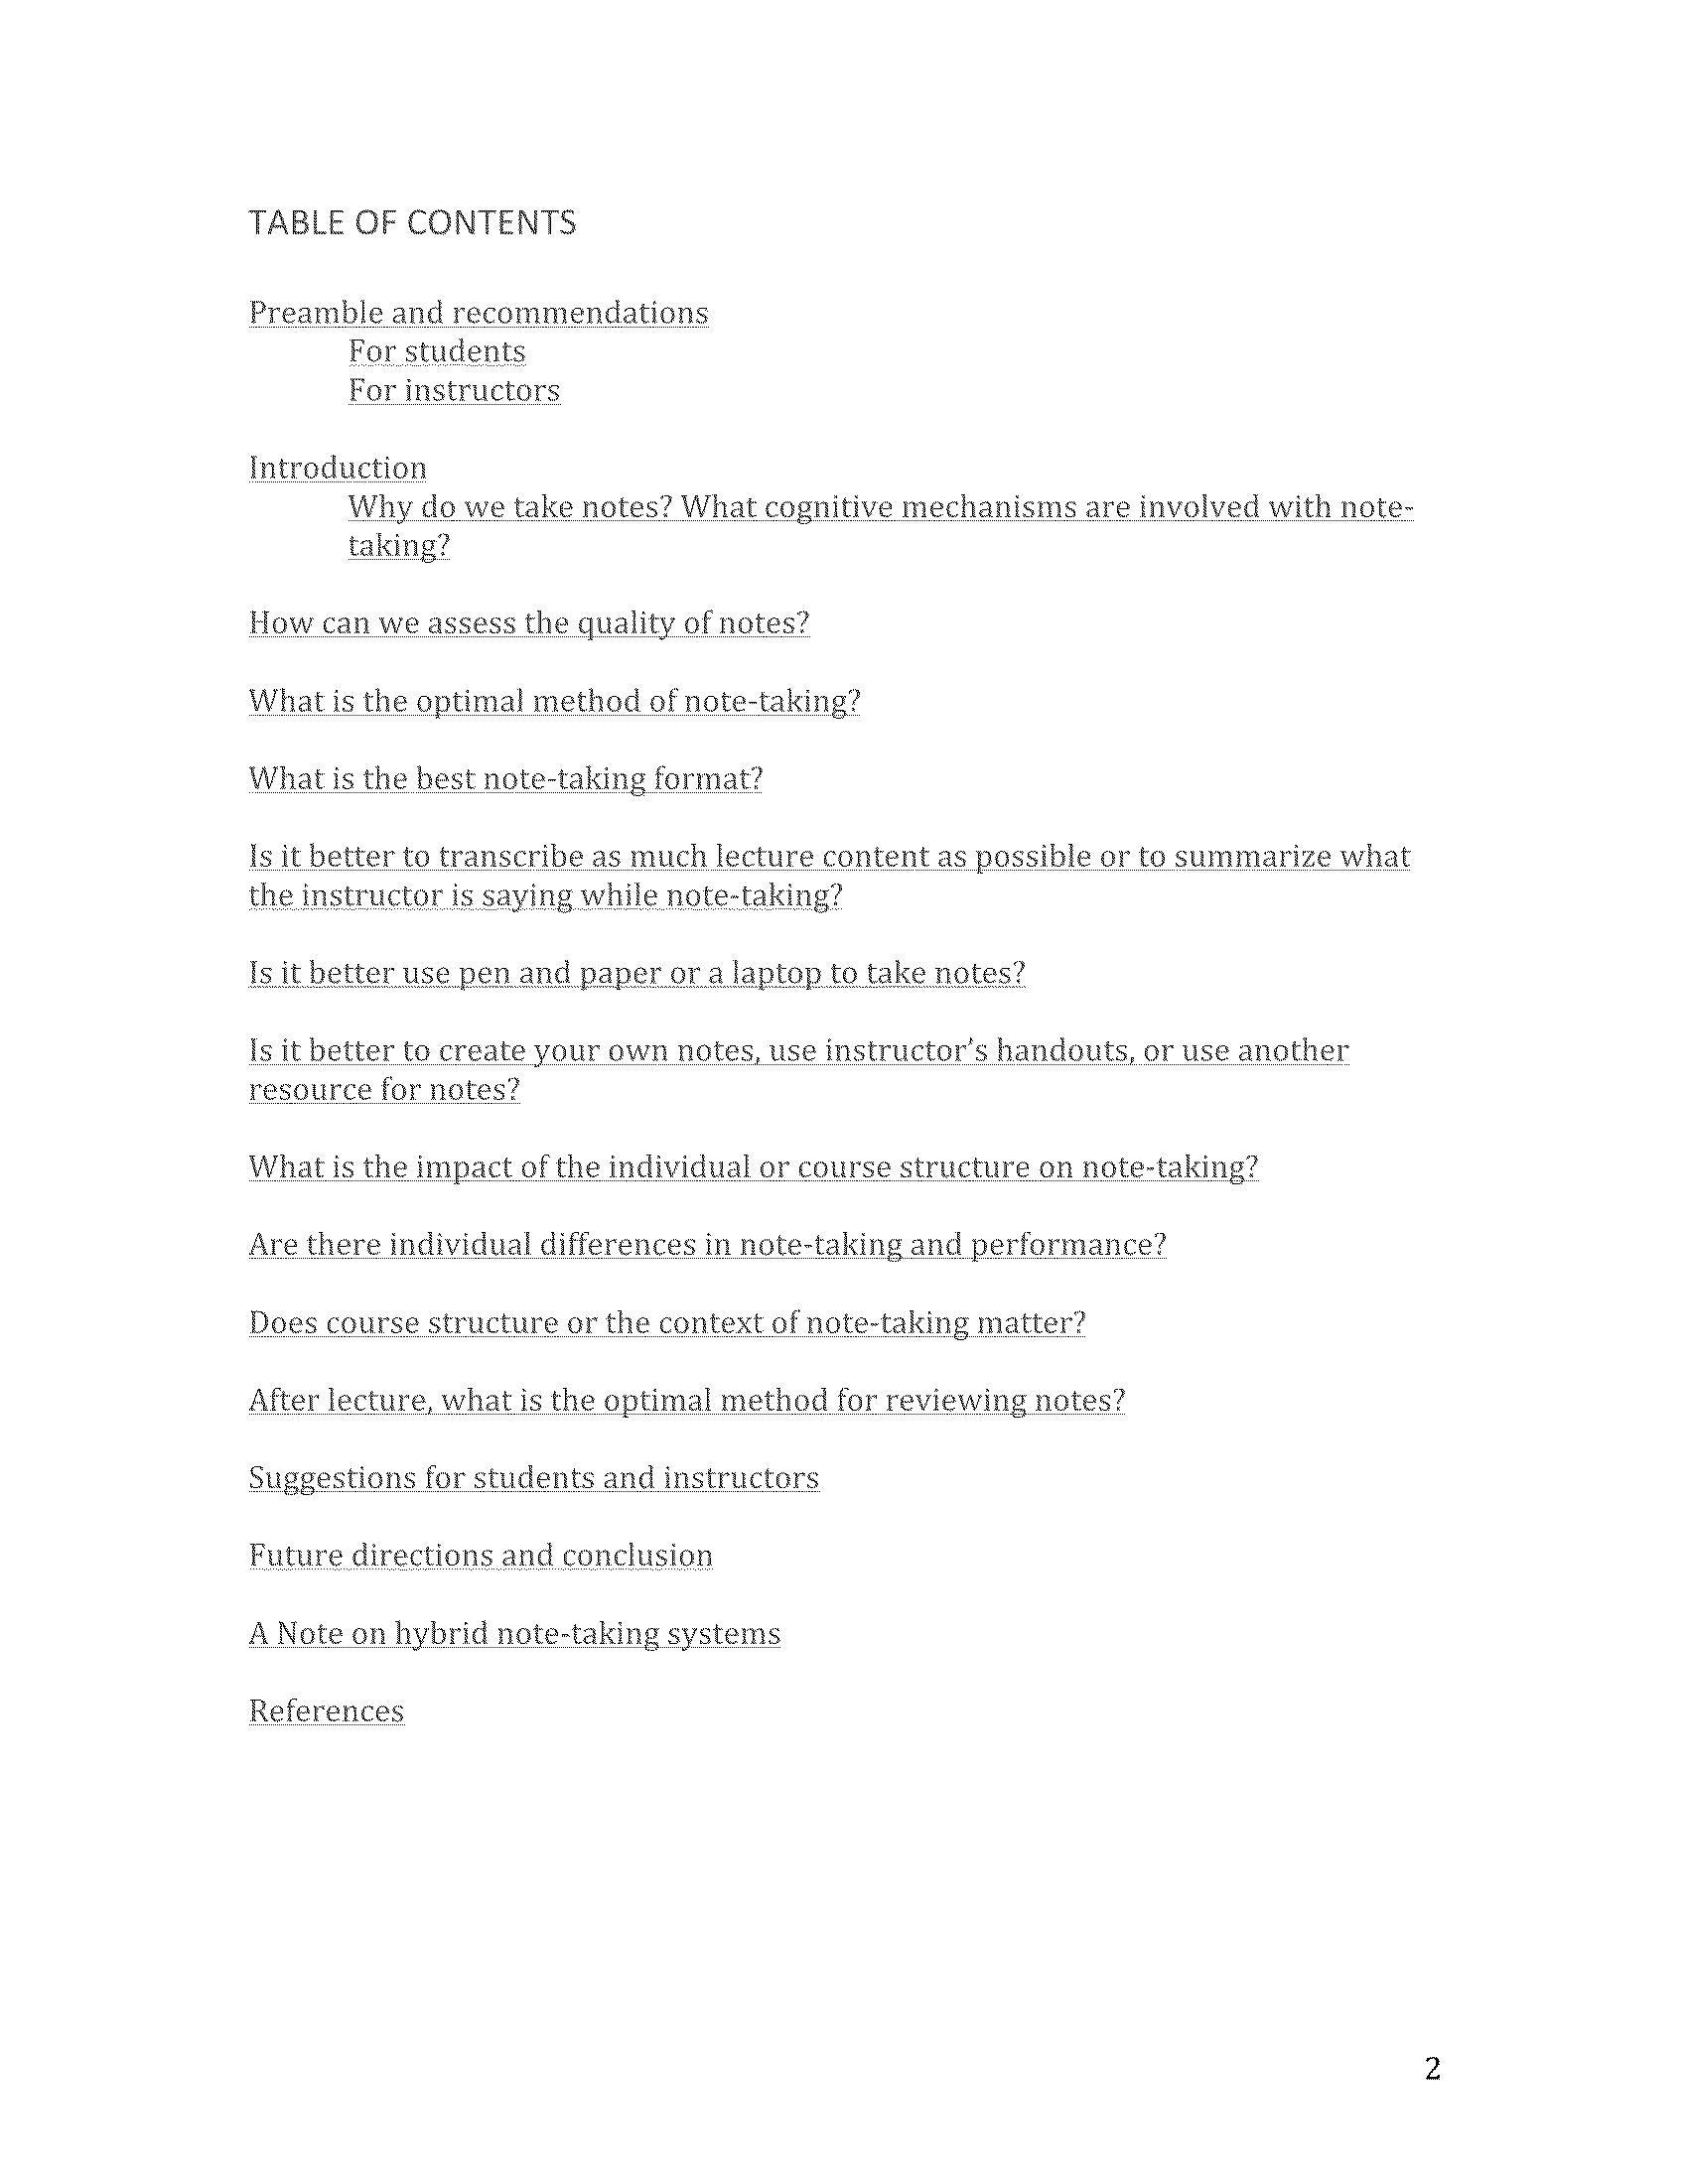 TABLE OF CONTENTS
Preamble and recommendations
For students
For instructors
Introduction
Why do we take notes? What cognitive mechanisms are involved with note-
taking?
How can we assess the quality of notes?
What is the optimal method of note-taking?
What is the best note-taking format?
Is it better to transcribe as much lecture content as possible or to summarize what
the instructor is saying while note-taking?
Is it better use pen and paper or a laptop to take notes?
Is it better to create your own notes, use instructor’s handouts, or use another
resource for notes?
What is the impact of the individual or course structure on note-taking?
Are there individual differences in note-taking and performance?
Does course structure or the context of note-taking matter?
After lecture, what is the optimal method for reviewing notes?
Suggestions for students and instructors
Future directions and conclusion
A Note on hybrid note-taking systems
References
2